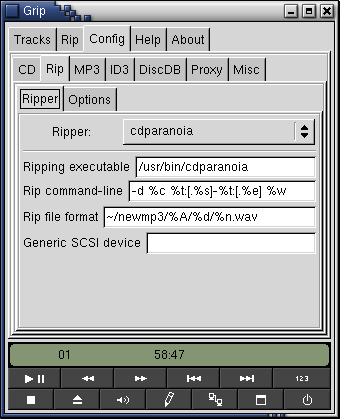 Grip
Tracks Rip Config Help About
CD Rip MP3 ID3 DiscDB Proxy Misc
Ripper Options
Ripper: cdparanoia
Ripping executable /usr/bin/cdparanoia
Rip command-line -d %c %t:[.%s]-%t:[.%e] %w
Rip file format ~/newmp3/%A/%d/%n.wav
Generic SCSI device
01 58:47
123